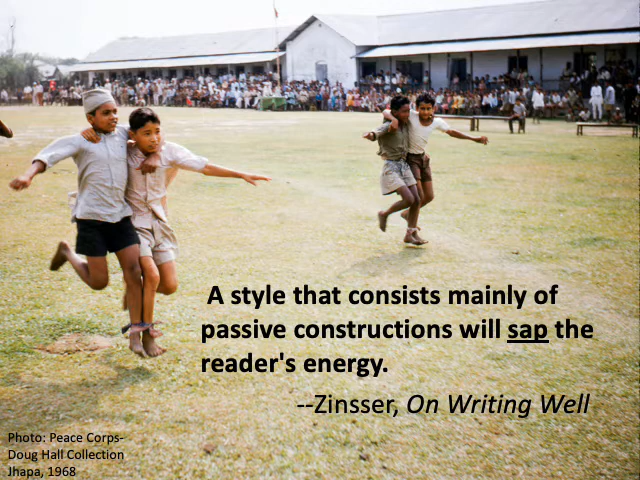 A style that consists mainly of
passive constructions will sap the
reader's energy.
--Zinsser, On Writing Well
Photo: Peace Corps-
Doug Hall Collection
Jhapa, 1968